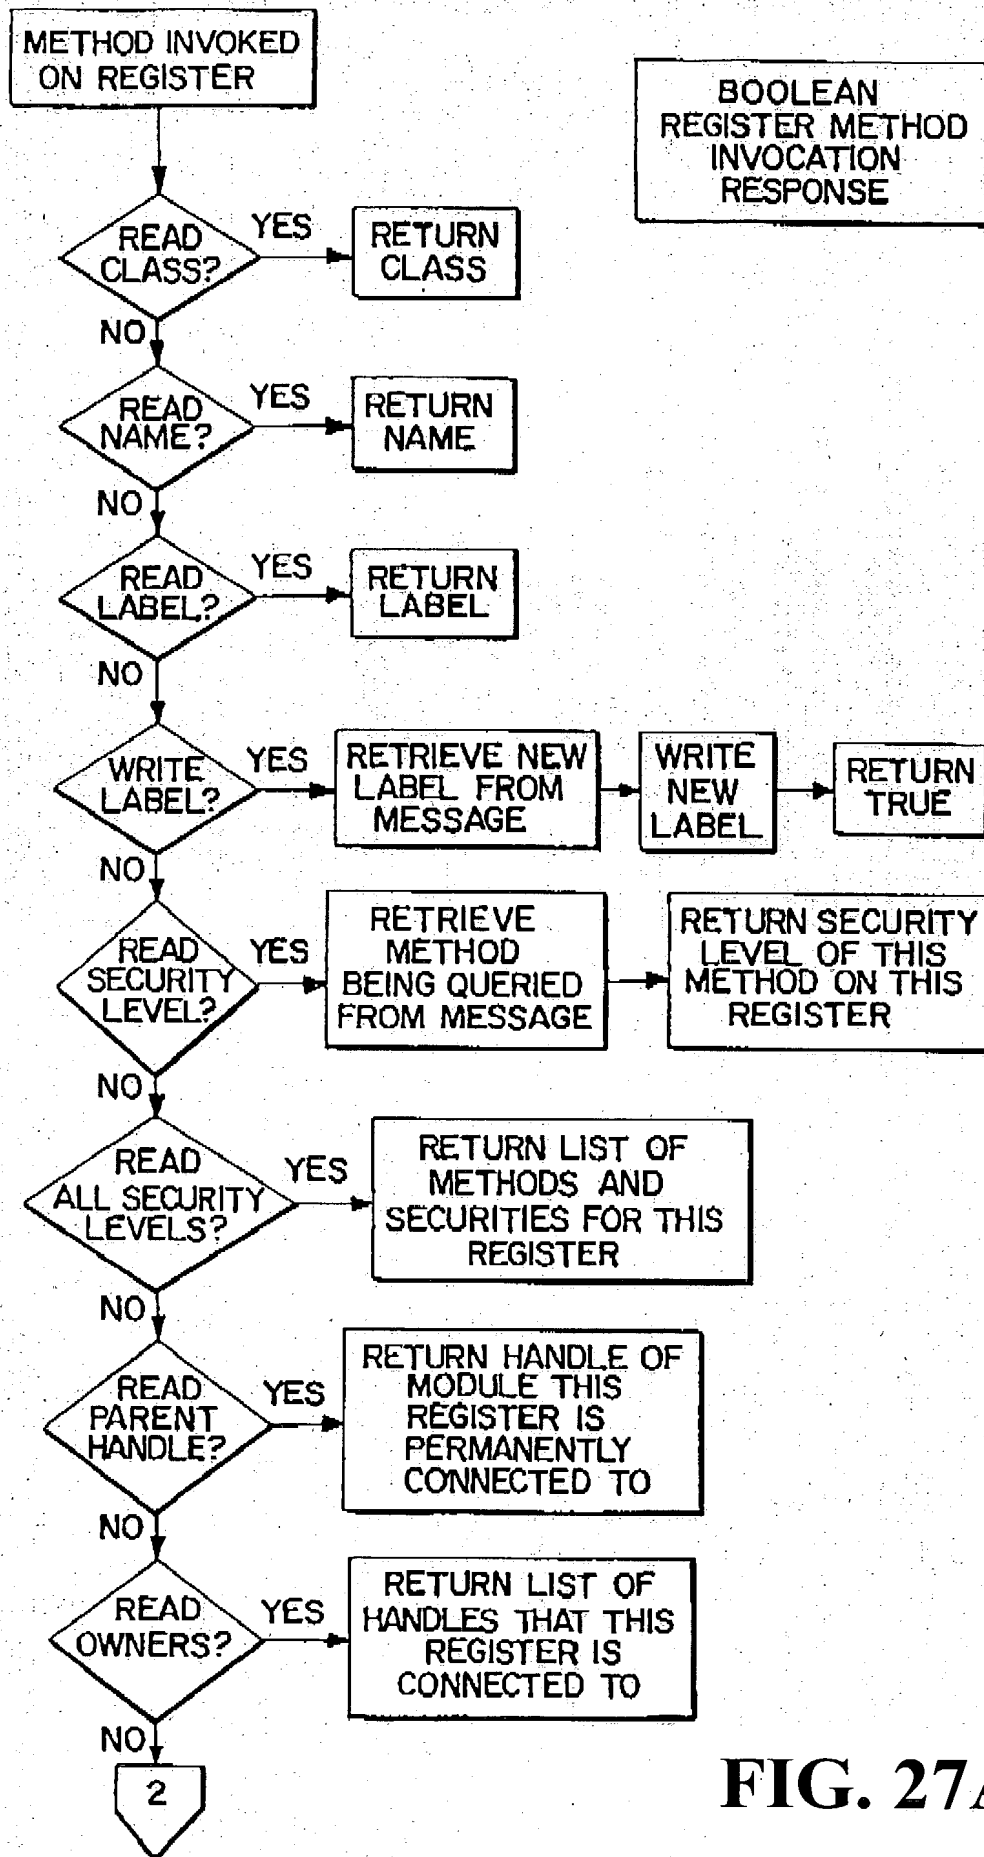 METHOD INVOKED
ON REGISTER
BOOLEAN
REGISTER METHOD
INVOCATION
RESPONSE
READ
CLASS?
YES
RETURN
CLASS
NO
READ
NAME?
YES
RETURN
NAME
NO
READ
LABEL?
YES
RETURN
LABEL
NO
WRITE
LABEL?
YES
RETRIEVE NEW
LABEL FROM
MESSAGE
WRITE
NEW
LABEL
RETURN
TRUE
NO
READ
SECURITY
LEVEL?
YES
RETRIEVE
METHOD
BEING QUERIED
FROM MESSAGE
RETURN SECURITY
LEVEL OF THIS
METHOD ON THIS
REGISTER
NO
READ
ALL SECURITY
LEVELS?
YES
RETURN LIST OF
METHODS AND
SECURITIES FOR THIS
REGISTER
NO
READ
PARENT
HANDLE?
YES
RETURN HANDLE OF
MODULE THIS
REGISTER IS
PERMANENTLY
CONNECTED TO
NO
READ
OWNERS?
YES
RETURN LIST OF
HANDLES THAT THIS
REGISTER IS
CONNECTED TO
NO
2
FIG. 27A